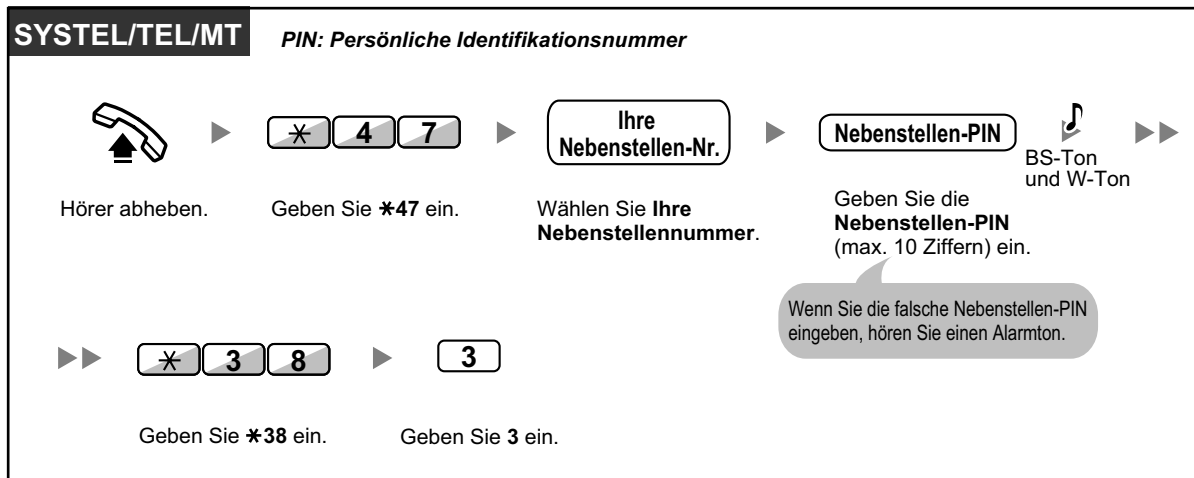 SYSTEL/TEL/MT
PIN: Persönliche Identifikationsnummer
✳ 4 7
Ihre
Nebenstellen-Nr.
Nebenstellen-PIN
BS-Ton
und W-Ton
Hörer abheben.
Geben Sie ✳47 ein.
Wählen Sie Ihre
Nebenstellennummer.
Geben Sie die
Nebenstellen-PIN
(max. 10 Ziffern) ein.
Wenn Sie die falsche Nebenstellen-PIN
eingeben, hören Sie einen Alarmton.
✳ 3 8
3
Geben Sie ✳38 ein.
Geben Sie 3 ein.